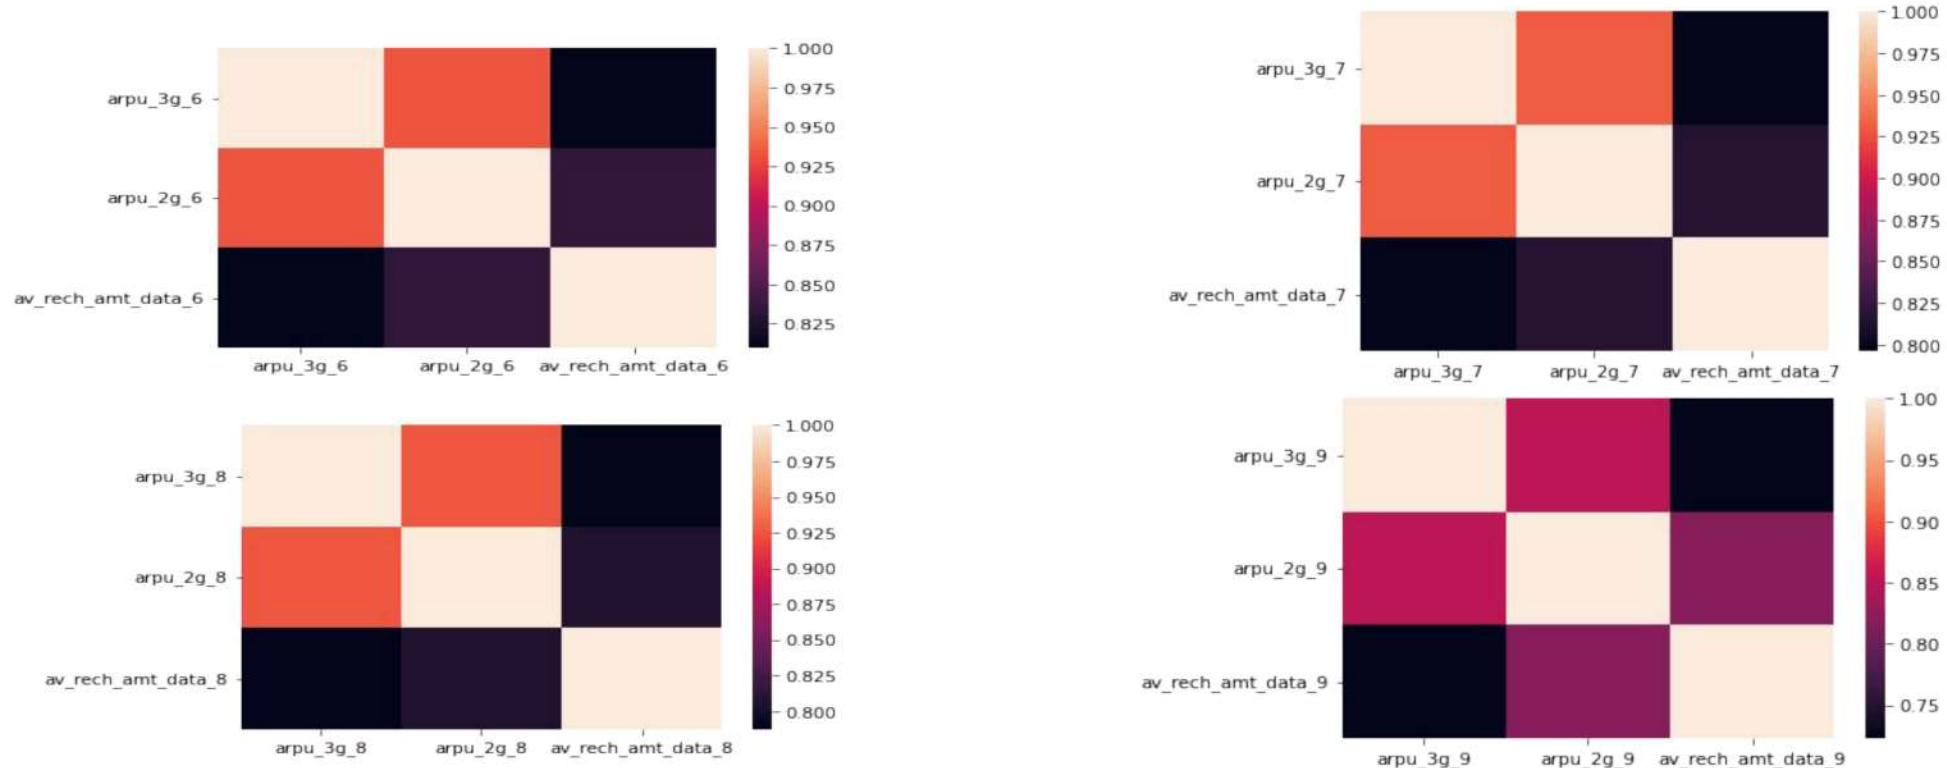 1.000
arpu_3g_6
0.975
0.950
0.925
arpu_2g_6
0.900
0.875
0.850
av_rech_amt_data_6
0.825
arpu_3g_6 arpu_2g_6 av_rech_amt_data_6
1.000
0.975
arpu_3g_7
0.950
0.925
0.900
arpu_2g_7
0.875
0.850
av_rech_amt_data_7
0.825
0.800
arpu_3g_7 arpu_2g_7 av_rech_amt_data_7
1.000
0.975
arpu_3g_8
0.950
0.925
0.900
arpu_2g_8
0.875
0.850
av_rech_amt_data_8
0.825
0.800
arpu_3g_8 arpu_2g_8 av_rech_amt_data_8
1.00
arpu_3g_9
0.95
0.90
arpu_2g_9
0.85
0.80
av_rech_amt_data_9
0.75
arpu_3g_9 arpu_2g_9 av_rech_amt_data_9